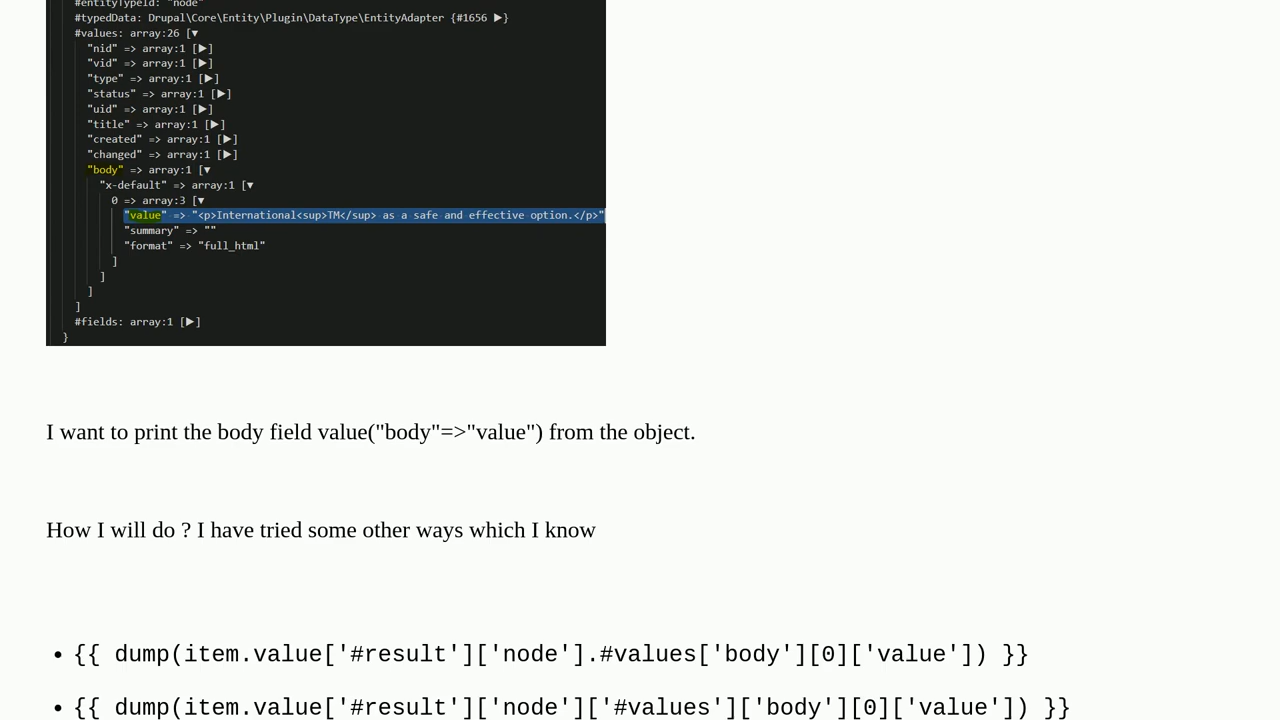 #entityTypeId: "node"
#typedData: Drupal\Core\Entity\Plugin\DataType\EntityAdapter {#1656 ▶}
#values: array:26 [▼
"nid" => array:1 [▶]
"vid" => array:1 [▶]
"type" => array:1 [▶]
"status" => array:1 [▶]
"uid" => array:1 [▶]
"title" => array:1 [▶]
"created" => array:1 [▶]
"changed" => array:1 [▶]
"body" => array:1 [▼
"x-default" => array:1 [▼
0 => array:3 [▼
"value" => "<p>International<sup>TM</sup> as a safe and effective option.</p>"
"summary" => ""
"format" => "full_html"
]
]
]
]
#fields: array:1 [▶]
}
I want to print the body field value("body"=>"value") from the object.
How I will do ? I have tried some other ways which I know
• {{ dump(item.value['#result']['node'].#values['body'][0]['value']) }}
• {{ dump(item.value['#result']['node']['#values']['body'][0]['value']) }}